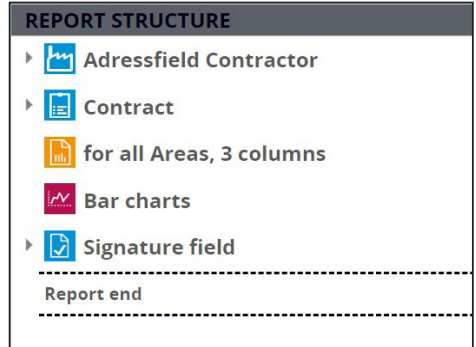 REPORT STRUCTURE
Adressfield Contractor
Contract
for all Areas, 3 columns
Bar charts
Signature field
Report end